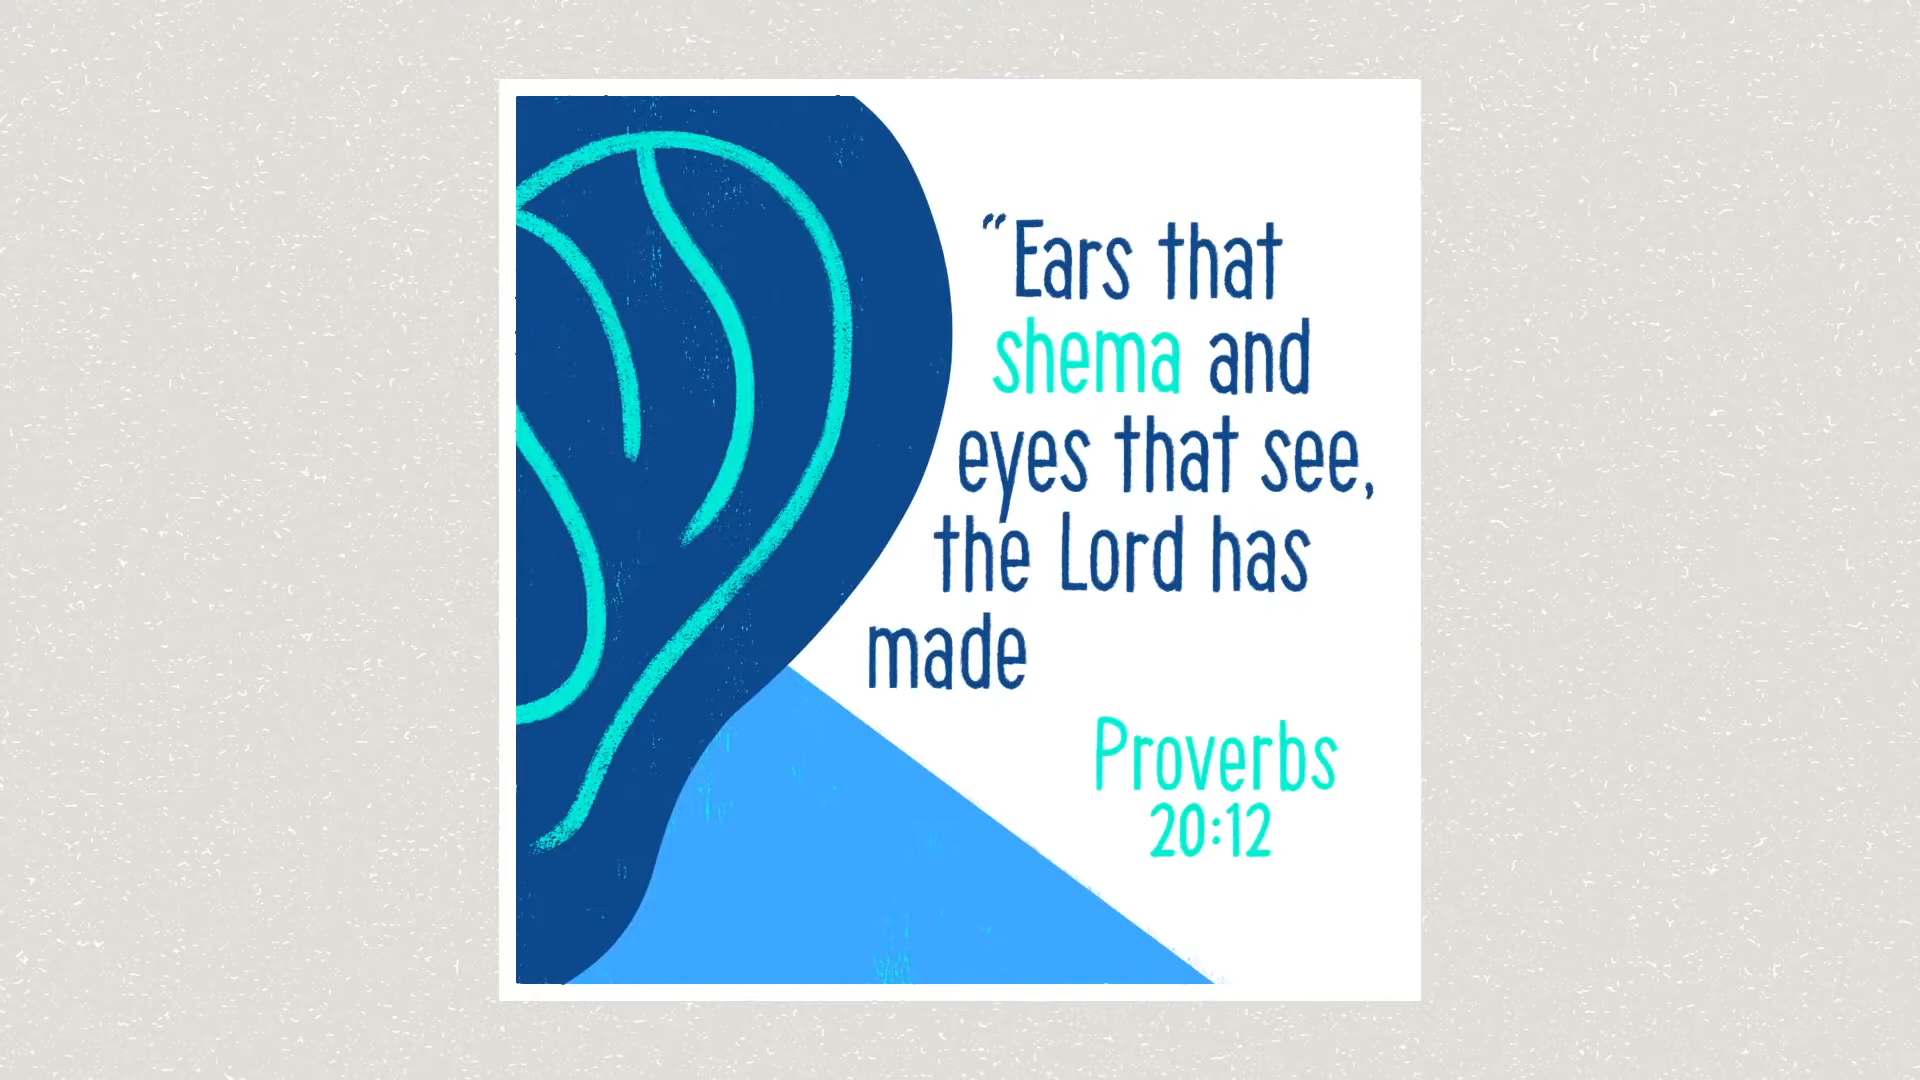 “Ears that
shema and
eyes that see,
the Lord has
made
Proverbs
20:12